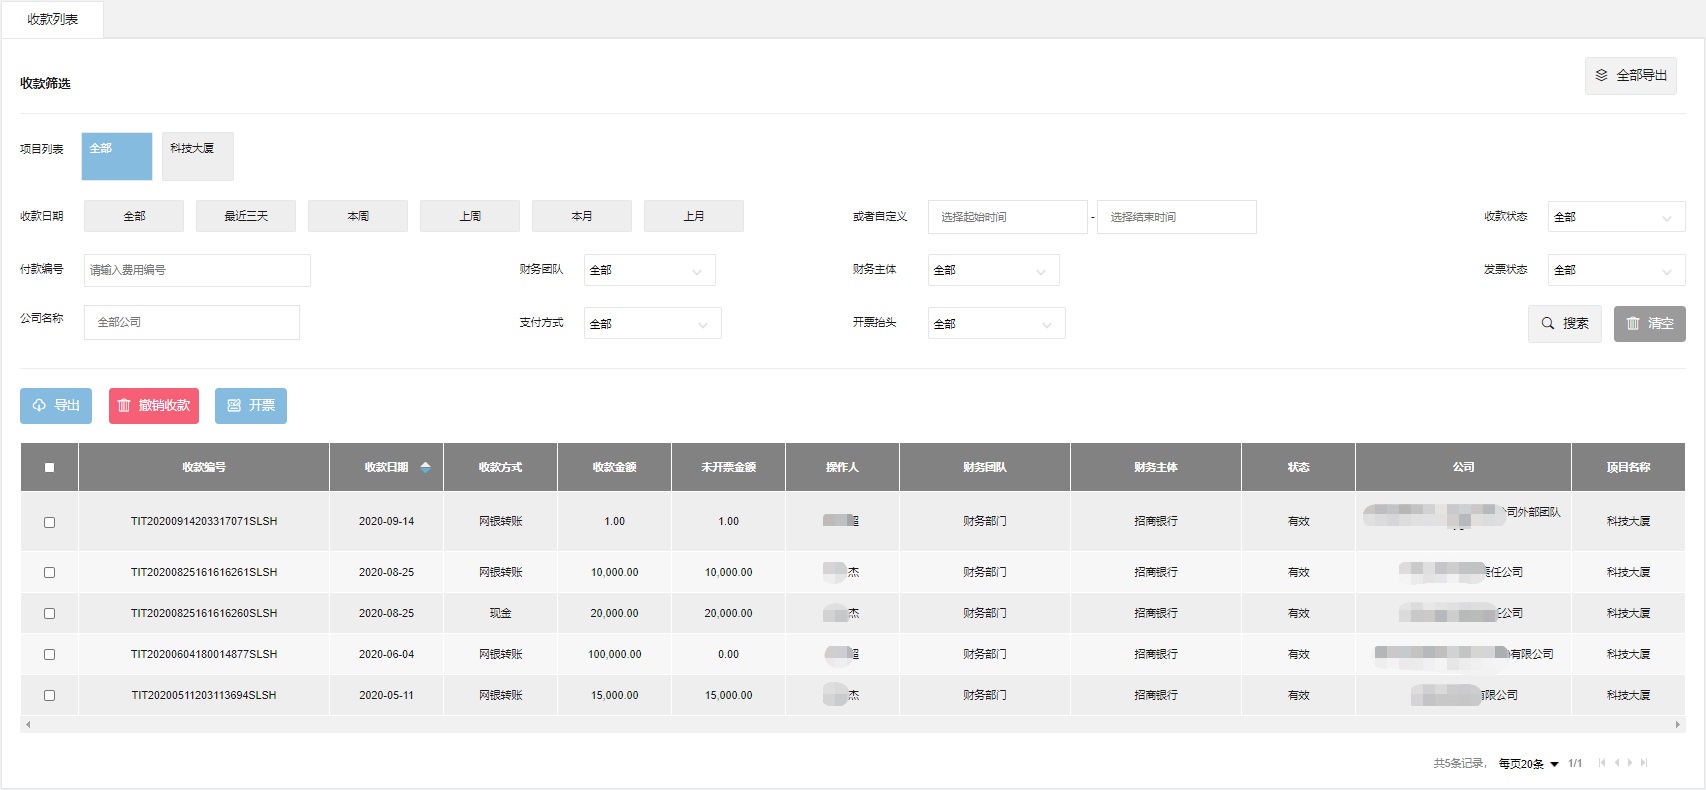 收款列表
收款筛选
全部导出
项目列表 全部 科技大厦
收款日期 全部 最近三天 本周 上周 本月 上月 或者自定义 选择起始时间 - 选择结束时间 收款状态 全部
付款编号 请输入费用编号 财务团队 全部 财务主体 全部 发票状态 全部
公司名称 全部公司 支付方式 全部 开票抬头 全部 搜索 清空
导出 撤销收款 开票
收款编号 收款日期 收款方式 收款金额 未开票金额 操作人 财务团队 财务主体 状态 公司 项目名称
TIT20200914203317071SLSH 2020-09-14 网银转账 1.00 1.00 财务部门 招商银行 有效 公司外部团队 科技大厦
TIT20200825161616261SLSH 2020-08-25 网银转账 10,000.00 10,000.00 杰 财务部门 招商银行 有效 责任公司 科技大厦
TIT20200825161616260SLSH 2020-08-25 现金 20,000.00 20,000.00 杰 财务部门 招商银行 有效 公司 科技大厦
TIT20200604180014877SLSH 2020-06-04 网银转账 100,000.00 0.00 财务部门 招商银行 有效 有限公司 科技大厦
TIT20200511203113694SLSH 2020-05-11 网银转账 15,000.00 15,000.00 杰 财务部门 招商银行 有效 有限公司 科技大厦
共5条记录, 每页20条 1/1